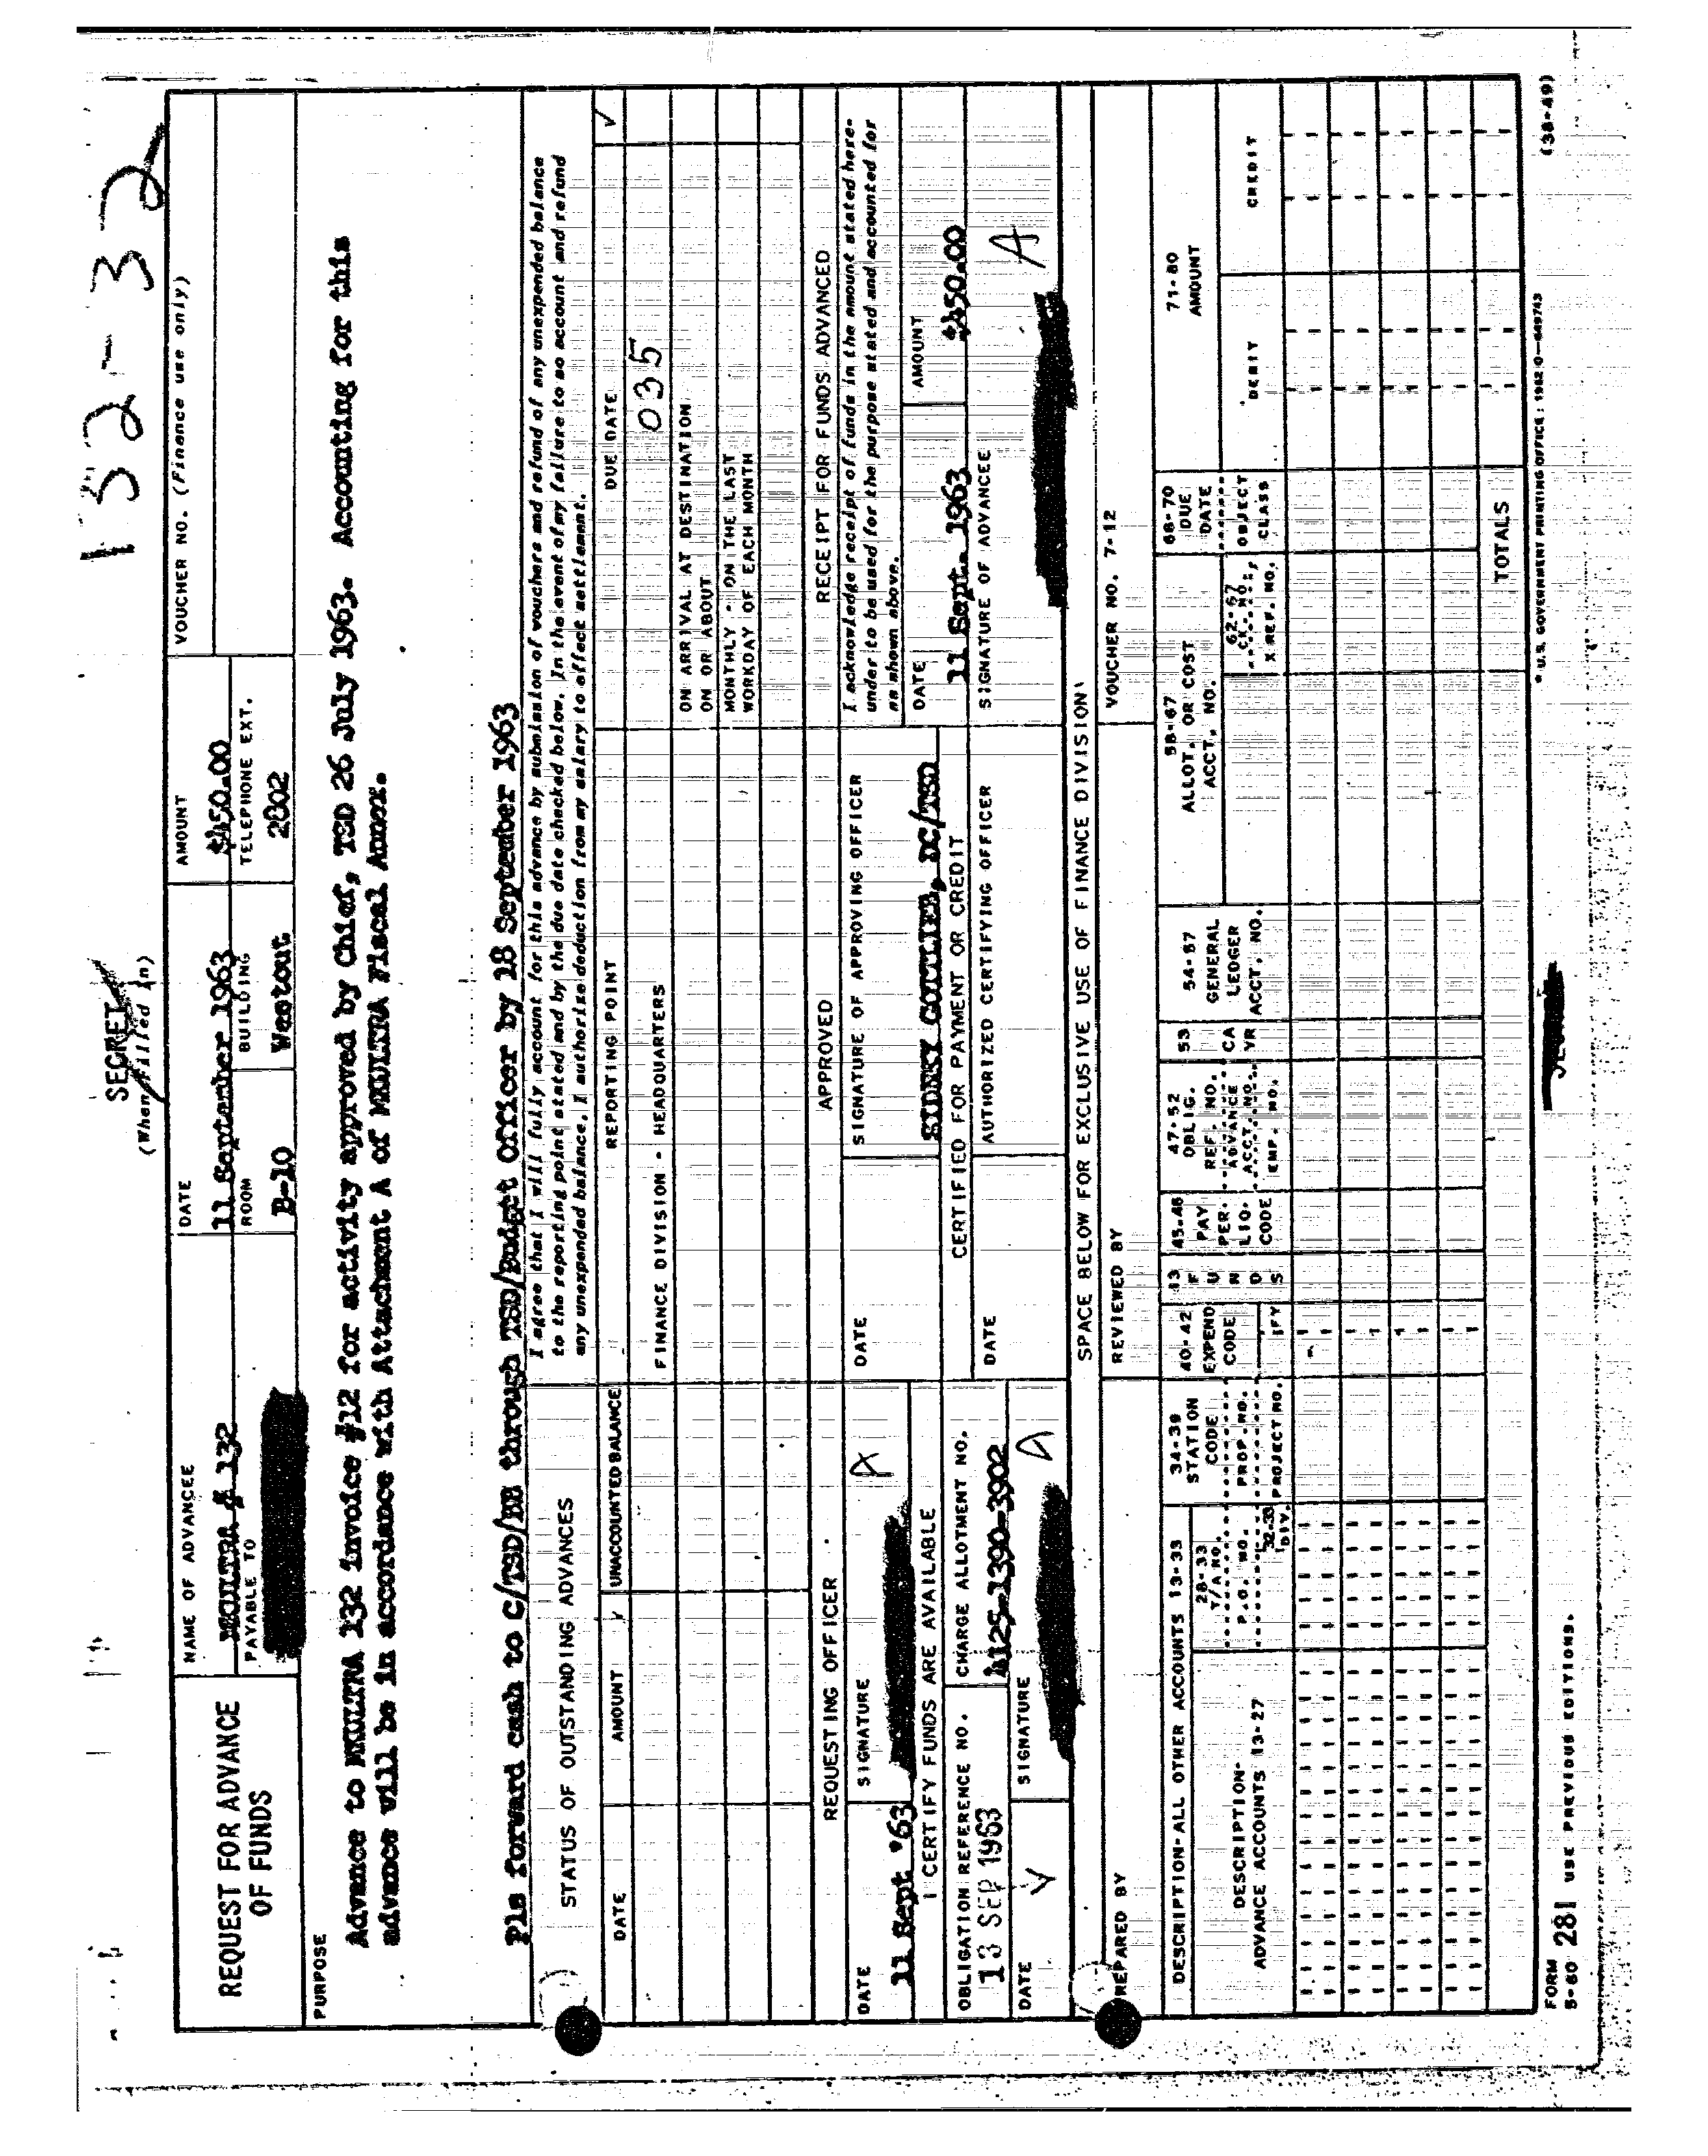 132-32
SECRET
(When Filled In)
REQUEST FOR ADVANCE
OF FUNDS
NAME OF ADVANCEE
MKULTRA # 132
PAYABLE TO
DATE
11 September 1963
ROOM
B-10
BUILDING
Westout
AMOUNT
$450.00
TELEPHONE EXT.
2802
VOUCHER NO. (Finance use only)
PURPOSE
Advance to MKULTRA 132 invoice #12 for activity approved by Chief, TSD 26 July 1963. Accounting for this
advance will be in accordance with Attachment A of MKULTRA Fiscal Annex.
Pls forward cash to C/TSD/BB through TSD/Budget Officer by 18 September 1963
STATUS OF OUTSTANDING ADVANCES
I agree that I will fully account for this advance by submission of vouchers and refund of any unexpended balance
to the reporting point stated and by the due date checked below. In the event of my failure to so account and refund
any unexpended balance, I authorize deduction from my salary to effect settlement.
DATE
AMOUNT
UNACCOUNTED BALANCE
REPORTING POINT
DUE DATE
✓
FINANCE DIVISION - HEADQUARTERS
035
ON ARRIVAL AT DESTINATION
ON OR ABOUT
MONTHLY - ON THE LAST
WORKDAY OF EACH MONTH
REQUESTING OFFICER
APPROVED
RECEIPT FOR FUNDS ADVANCED
DATE
11 Sept '63
SIGNATURE
A
DATE
SIGNATURE OF APPROVING OFFICER
SIDNEY GOTTLIEB, DC/TSD
I acknowledge receipt of funds in the amount stated here-
under to be used for the purpose stated and accounted for
as shown above.
DATE
11 Sept. 1963
AMOUNT
$450.00
I CERTIFY FUNDS ARE AVAILABLE
CERTIFIED FOR PAYMENT OR CREDIT
OBLIGATION REFERENCE NO.
13 SEP 1963
CHARGE ALLOTMENT NO.
4125-1390-3902
DATE
AUTHORIZED CERTIFYING OFFICER
SIGNATURE OF ADVANCEE
A
DATE
SIGNATURE
A
SPACE BELOW FOR EXCLUSIVE USE OF FINANCE DIVISION
PREPARED BY
REVIEWED BY
VOUCHER NO. 7-12
DESCRIPTION-ALL OTHER ACCOUNTS 13-33
DESCRIPTION-
ADVANCE ACCOUNTS 13-27
28-33
T/A NO.
P.O. NO.
32-33
DIV.
34-39
STATION
CODE
PROP. NO.
PROJECT NO.
40-42
EXPEND
CODE
IFY
43
F
U
N
D
S
45-46
PAY
PER.
LIQ.
CODE
47-52
OBLIG.
REF. NO.
ADVANCE
ACCT. NO.
EMP. NO.
53
CA
VR
54-57
GENERAL
LEDGER
ACCT. NO.
58-67
ALLOT. OR COST
ACCT. NO.
62-67
CK. NO.
X REF. NO.
68-70
DUE
DATE
OBJECT
CLASS
71-80
AMOUNT
DEBIT
CREDIT
TOTALS
FORM
5-60 281 USE PREVIOUS EDITIONS.
*U.S. GOVERNMENT PRINTING OFFICE: 1962 O—649743
(38-49)